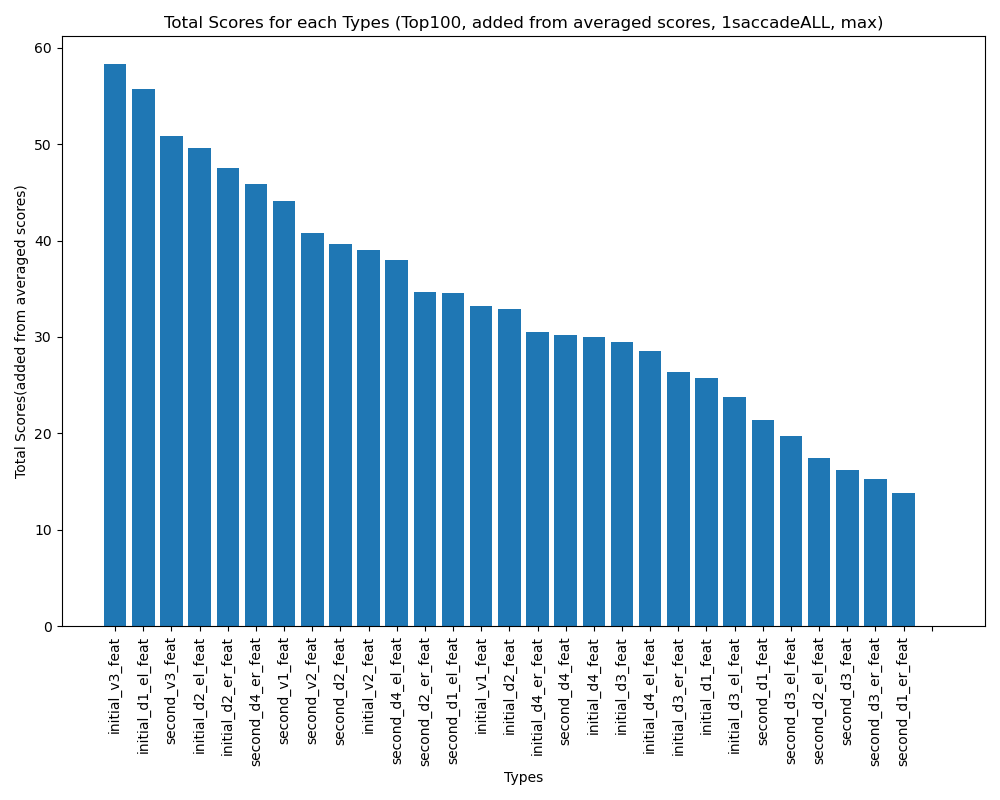 Total Scores for each Types (Top100, added from averaged scores, 1saccadeALL, max)
Total Scores(added from averaged scores)
60
50
40
30
20
10
0
initial_v3_feat
initial_d1_el_feat
second_v3_feat
initial_d2_el_feat
initial_d2_er_feat
second_d4_er_feat
second_v1_feat
second_v2_feat
second_d2_feat
initial_v2_feat
second_d4_el_feat
second_d2_er_feat
second_d1_el_feat
initial_v1_feat
initial_d2_feat
initial_d4_er_feat
second_d4_feat
initial_d4_feat
initial_d3_feat
initial_d4_el_feat
initial_d3_er_feat
initial_d1_feat
initial_d3_el_feat
second_d1_feat
second_d3_el_feat
second_d2_el_feat
second_d3_feat
second_d3_er_feat
second_d1_er_feat
Types